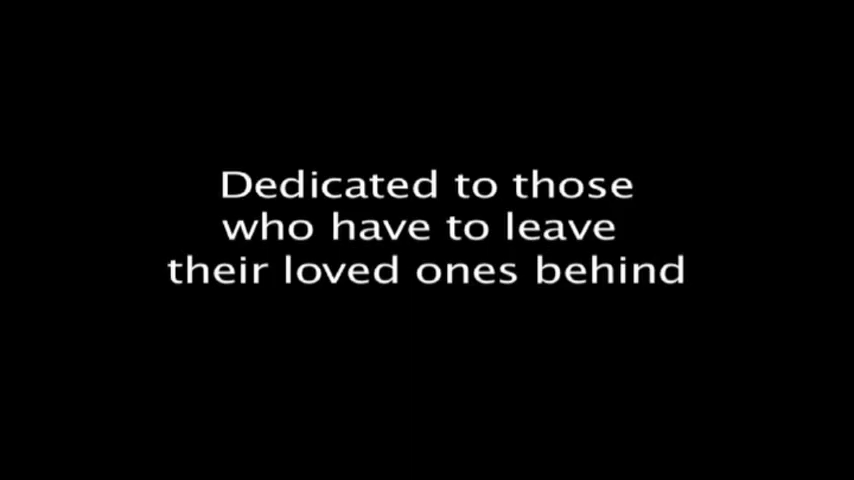 Dedicated to those
who have to leave
their loved ones behind